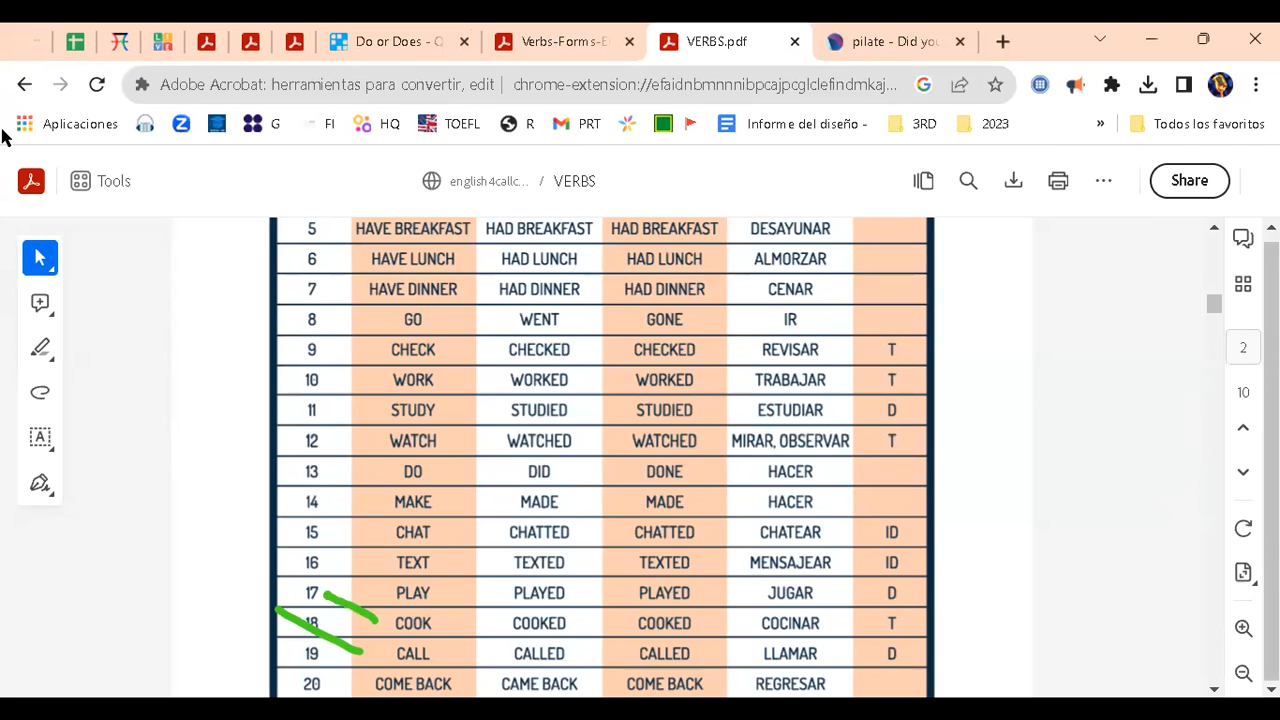 Do or Does - Q
Verbs-Forms-E
VERBS.pdf
pilate - Did you
Adobe Acrobat: herramientas para convertir, edit | chrome-extension://efaidnbmnnnibpcajpcglclefindmkaj...
Aplicaciones G FI HQ TOEFL R PRT Informe del diseño - 3RD 2023 » Todos los favoritos
Tools english4callc... / VERBS Share
5 HAVE BREAKFAST HAD BREAKFAST HAD BREAKFAST DESAYUNAR
6 HAVE LUNCH HAD LUNCH HAD LUNCH ALMORZAR
7 HAVE DINNER HAD DINNER HAD DINNER CENAR
8 GO WENT GONE IR
9 CHECK CHECKED CHECKED REVISAR T
10 WORK WORKED WORKED TRABAJAR T
11 STUDY STUDIED STUDIED ESTUDIAR D
12 WATCH WATCHED WATCHED MIRAR, OBSERVAR T
13 DO DID DONE HACER
14 MAKE MADE MADE HACER
15 CHAT CHATTED CHATTED CHATEAR ID
16 TEXT TEXTED TEXTED MENSAJEAR ID
17 PLAY PLAYED PLAYED JUGAR D
18 COOK COOKED COOKED COCINAR T
19 CALL CALLED CALLED LLAMAR D
20 COME BACK CAME BACK COME BACK REGRESAR
2
10